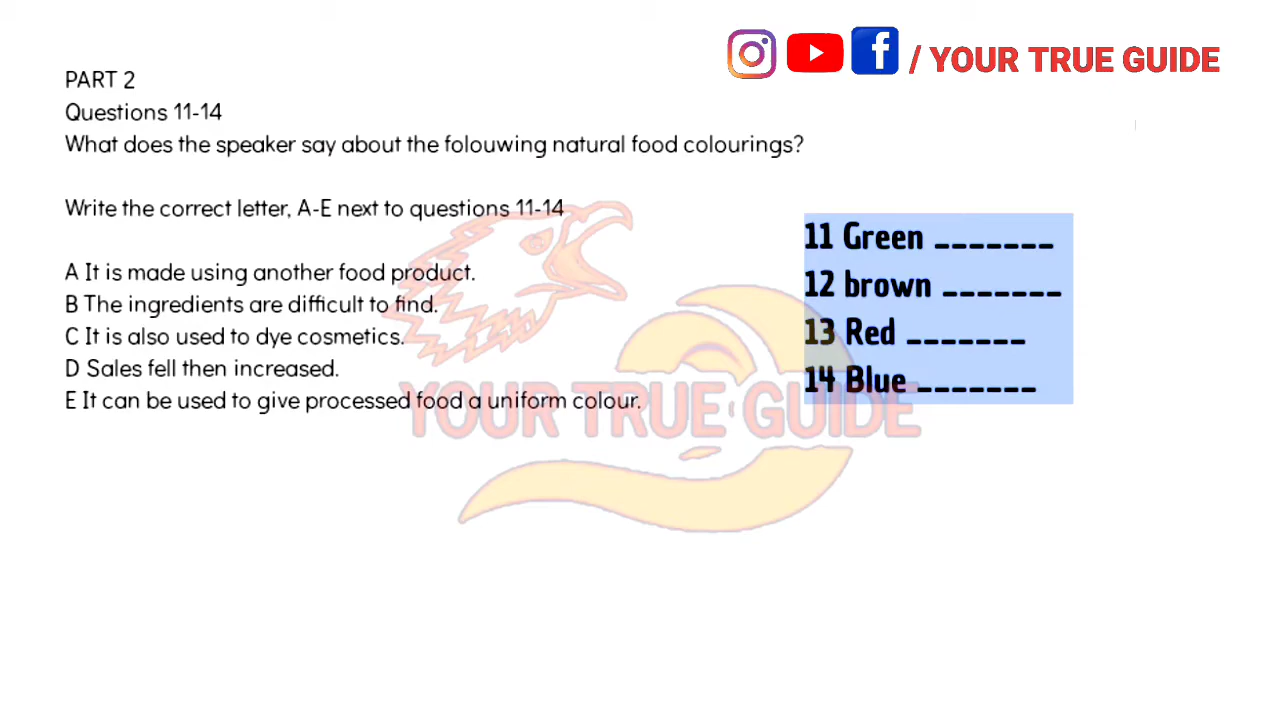 / YOUR TRUE GUIDE
PART 2
Questions 11-14
What does the speaker say about the folouwing natural food colourings?
Write the correct letter, A-E next to questions 11-14
A It is made using another food product.
B The ingredients are difficult to find.
C It is also used to dye cosmetics.
D Sales fell then increased.
E It can be used to give processed food a uniform colour.
11 Green _______
12 brown _______
13 Red _______
14 Blue _______
YOUR TRUE GUIDE